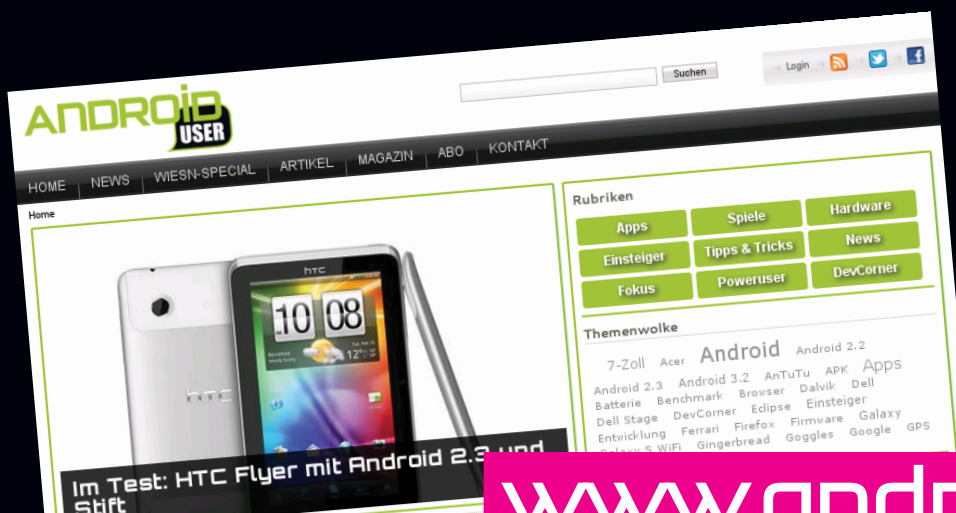 ANDROID
USER
Suchen
Login
HOME NEWS WIESN-SPECIAL ARTIKEL MAGAZIN ABO KONTAKT
Home
hTC
10 08
12°
hTC
Im Test: HTC Flyer mit Android 2.3 und
Stift
Rubriken
Apps Spiele Hardware
Einsteiger Tipps & Tricks News
Fokus Poweruser DevCorner
Themenwolke
7-Zoll Acer Android Android 2.2
Android 2.3 Android 3.2 AnTuTu APK Apps
Batterie Benchmark Browser Dalvik Dell
Dell Stage DevCorner Eclipse Einsteiger
Entwicklung Ferrari Firefox Firmware Galaxy
Galaxy S WiFi Gingerbread Goggles Google GPS
www.andr